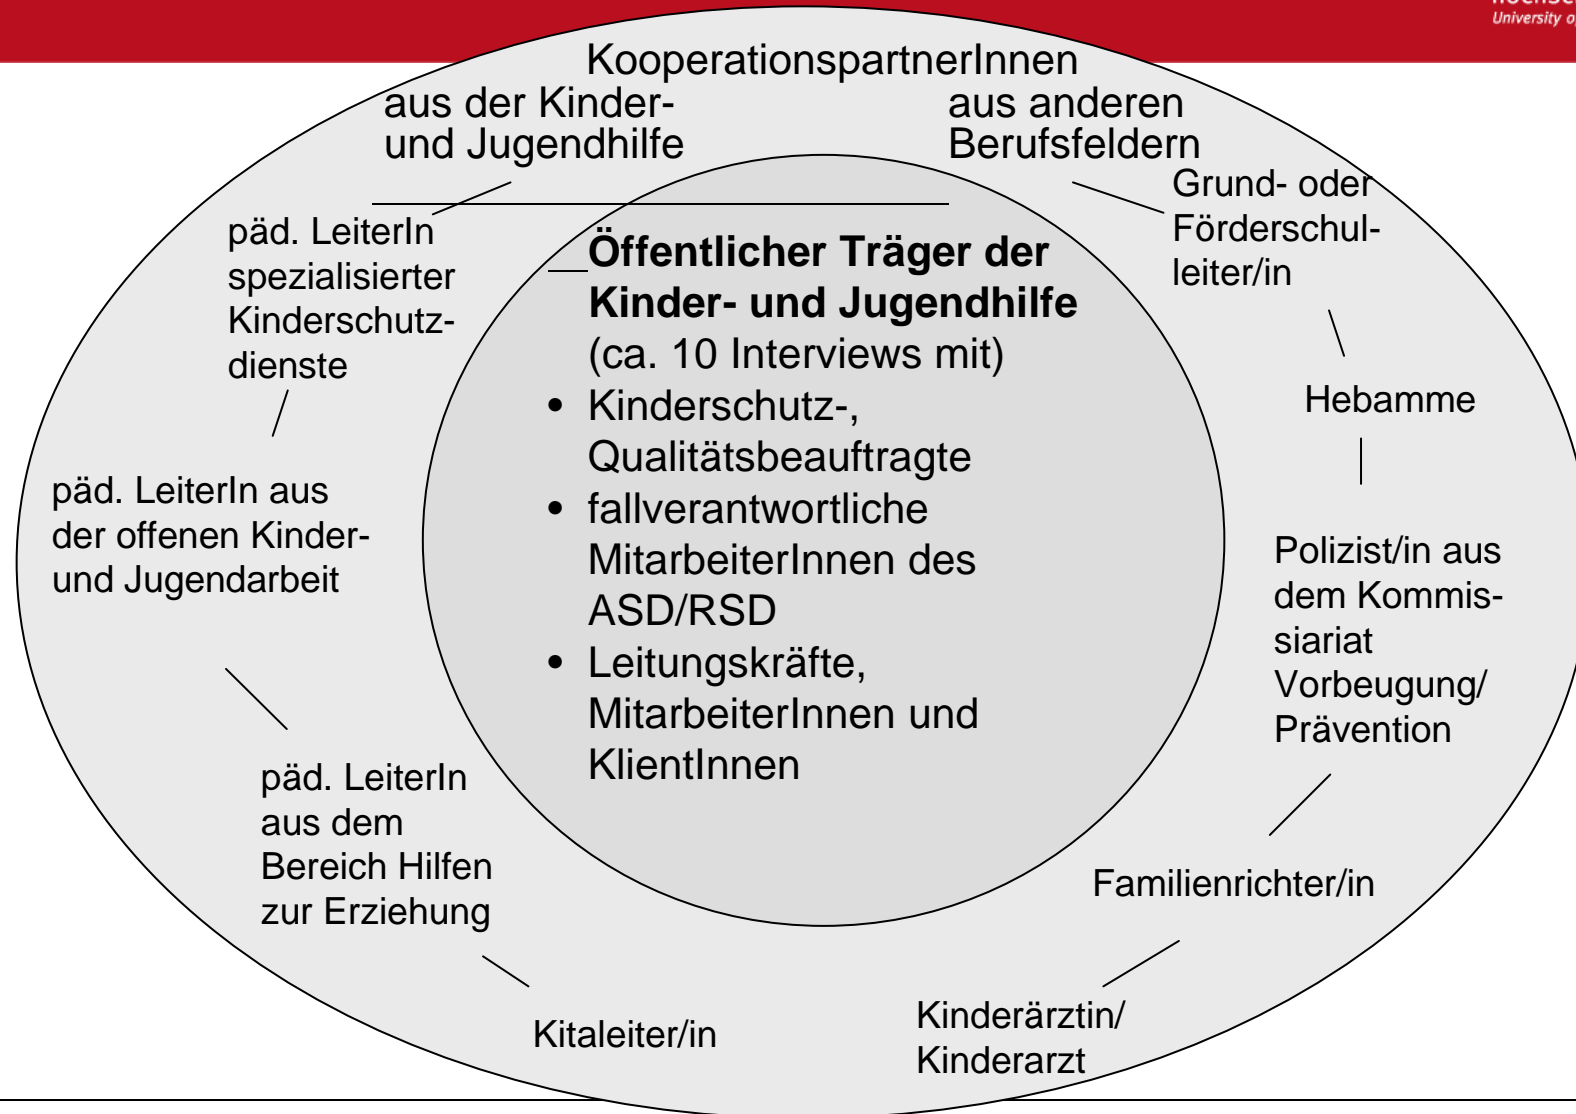 University o
KooperationspartnerInnen
aus der Kinder-
und Jugendhilfe
aus anderen
Berufsfeldern
päd. LeiterIn
spezialisierter
Kinderschutz-
dienste
päd. LeiterIn aus
der offenen Kinder-
und Jugendarbeit
päd. LeiterIn
aus dem
Bereich Hilfen
zur Erziehung
Kitaleiter/in
Öffentlicher Träger der
Kinder- und Jugendhilfe
(ca. 10 Interviews mit)
• Kinderschutz-,
Qualitätsbeauftragte
• fallverantwortliche
MitarbeiterInnen des
ASD/RSD
• Leitungskräfte,
MitarbeiterInnen und
KlientInnen
Grund- oder
Förderschul-
leiter/in
Hebamme
Polizist/in aus
dem Kommis-
siariat
Vorbeugung/
Prävention
Familienrichter/in
Kinderärztin/
Kinderarzt